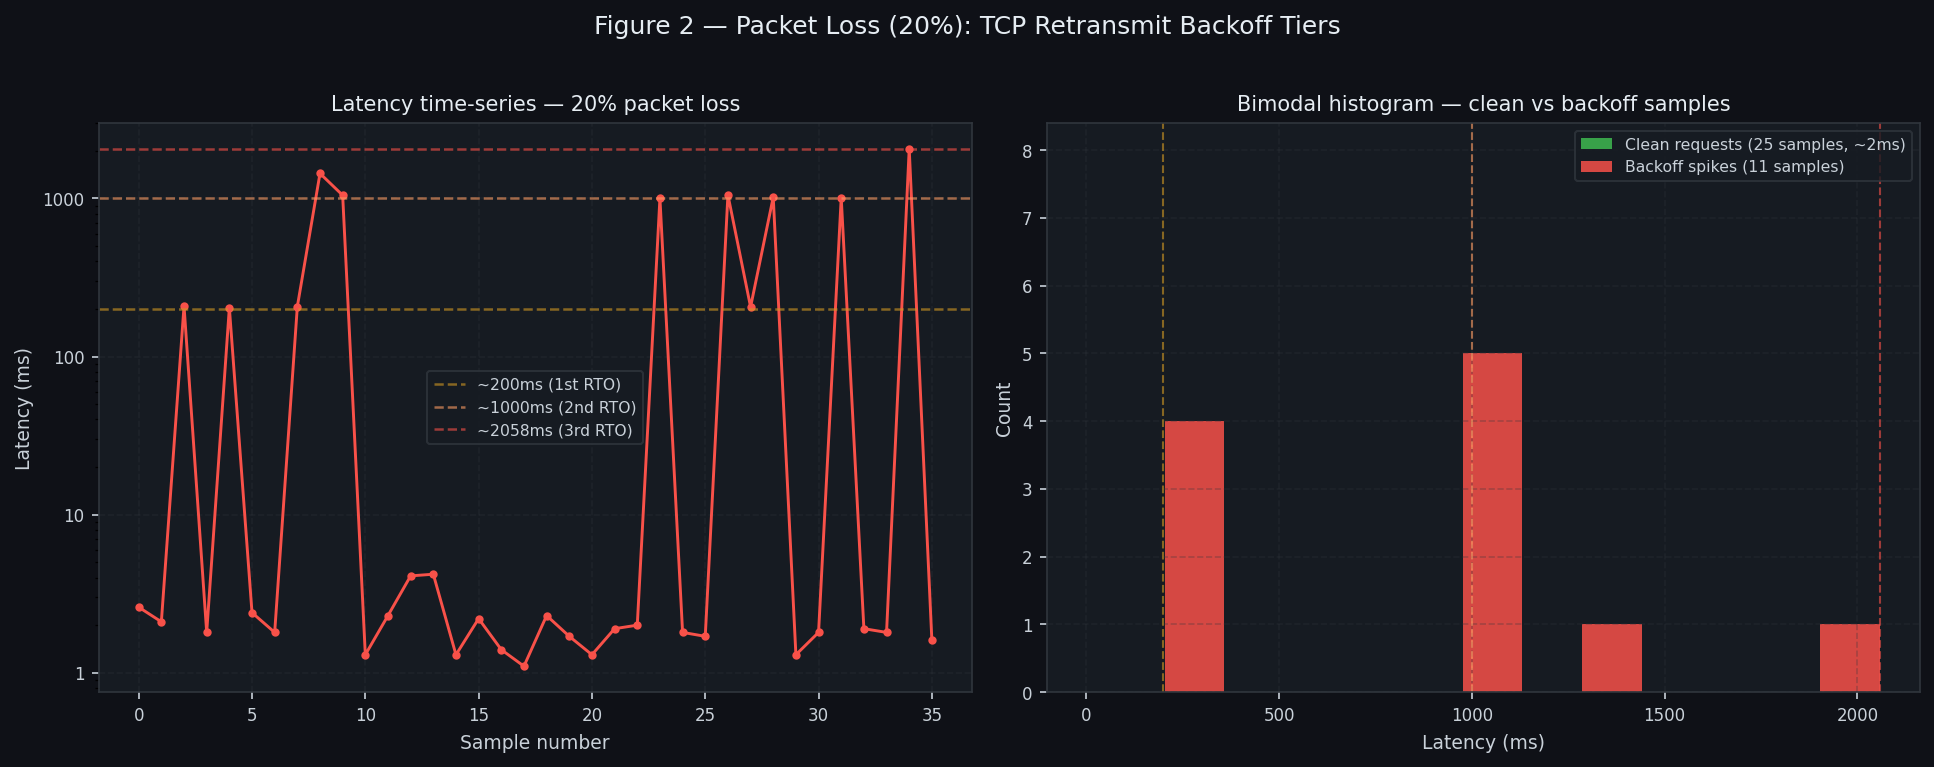 Figure 2 — Packet Loss (20%): TCP Retransmit Backoff Tiers
Latency time-series — 20% packet loss
Latency (ms)
1000
100
10
1
~200ms (1st RTO)
~1000ms (2nd RTO)
~2058ms (3rd RTO)
0
5
10
15
20
25
30
35
Sample number
Bimodal histogram — clean vs backoff samples
Count
8
7
6
5
4
3
2
1
0
Clean requests (25 samples, ~2ms)
Backoff spikes (11 samples)
0
500
1000
1500
2000
Latency (ms)